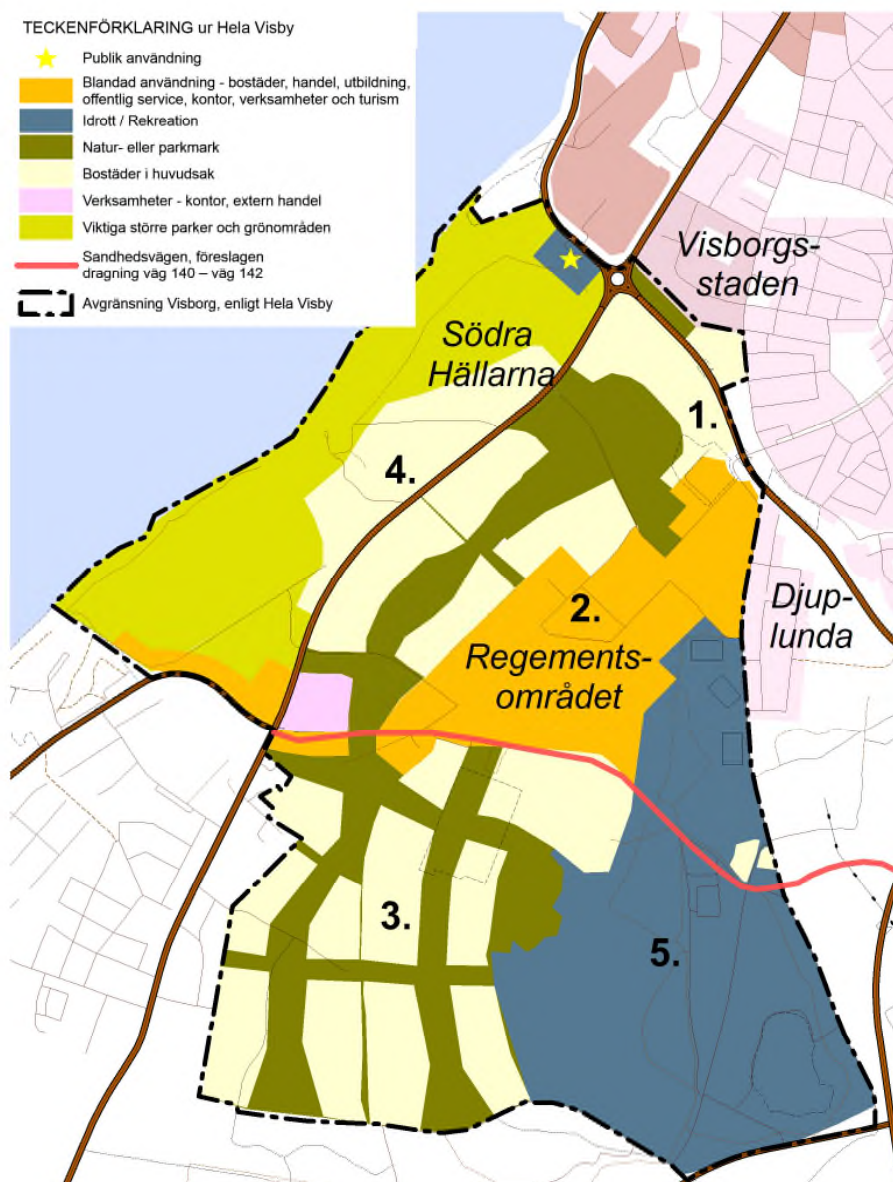 TECKENFÖRKLARING ur Hela Visby
Publik användning
Blandad användning - bostäder, handel, utbildning,
offentlig service, kontor, verksamheter och turism
Idrott / Rekreation
Natur- eller parkmark
Bostäder i huvudsak
Verksamheter - kontor, extern handel
Viktiga större parker och grönområden
Sandhedsvägen, föreslagen
dragning väg 140 – väg 142
Avgränsning Visborg, enligt Hela Visby
Visborgs-
staden
Södra
Hällarna
1.
4.
2.
Djup-
lunda
Regements-
området
3.
5.